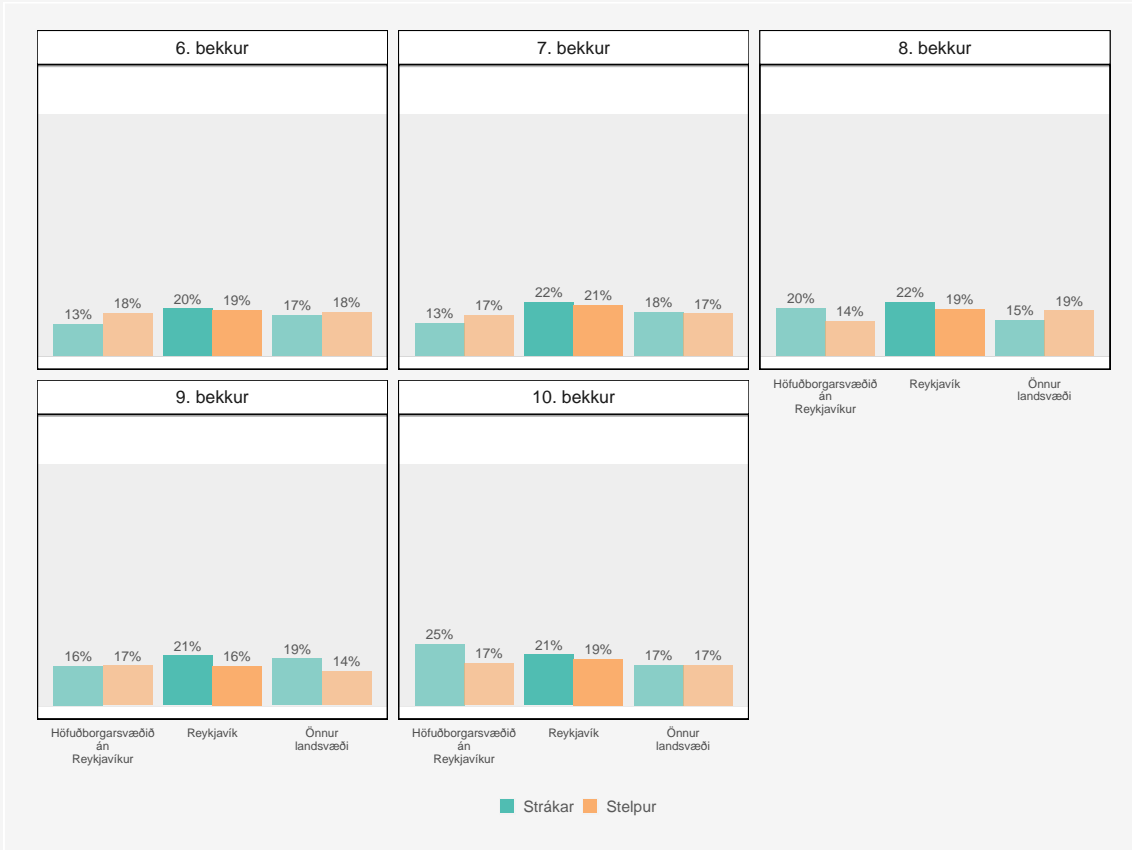 6. bekkur
7. bekkur
8. bekkur
13%
18%
20%
19%
17%
18%
13%
17%
22%
21%
18%
17%
20%
14%
22%
19%
15%
19%
Höfuðborgarsvæðið
án
Reykjavíkur
Reykjavík
Önnur
landsvæði
9. bekkur
10. bekkur
16%
17%
21%
16%
19%
14%
25%
17%
21%
19%
17%
17%
Höfuðborgarsvæðið
án
Reykjavíkur
Reykjavík
Önnur
landsvæði
Höfuðborgarsvæðið
án
Reykjavíkur
Reykjavík
Önnur
landsvæði
Strákar
Stelpur